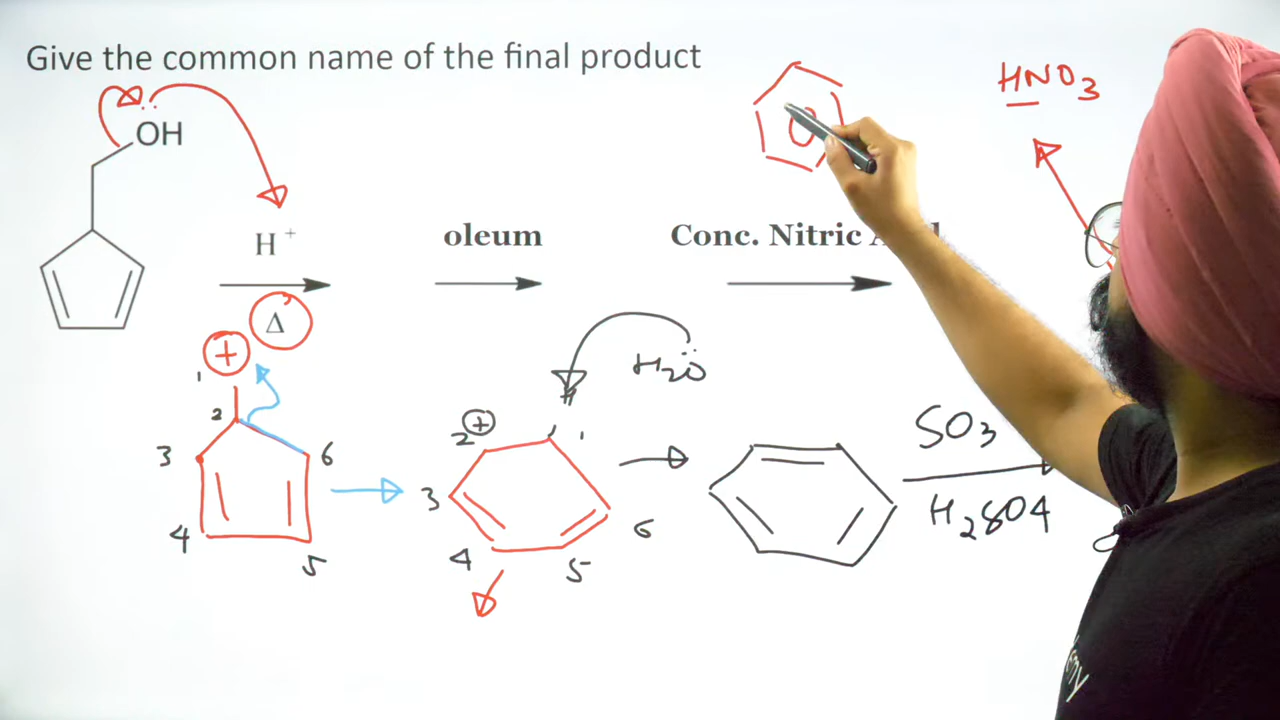 Give the common name of the final product
OH
HNO3
H+
oleum
Conc. Nitric
Δ
+
1
2
3
6
4
5
H2Ö
2
+
1
3
6
4
5
SO3
H2SO4